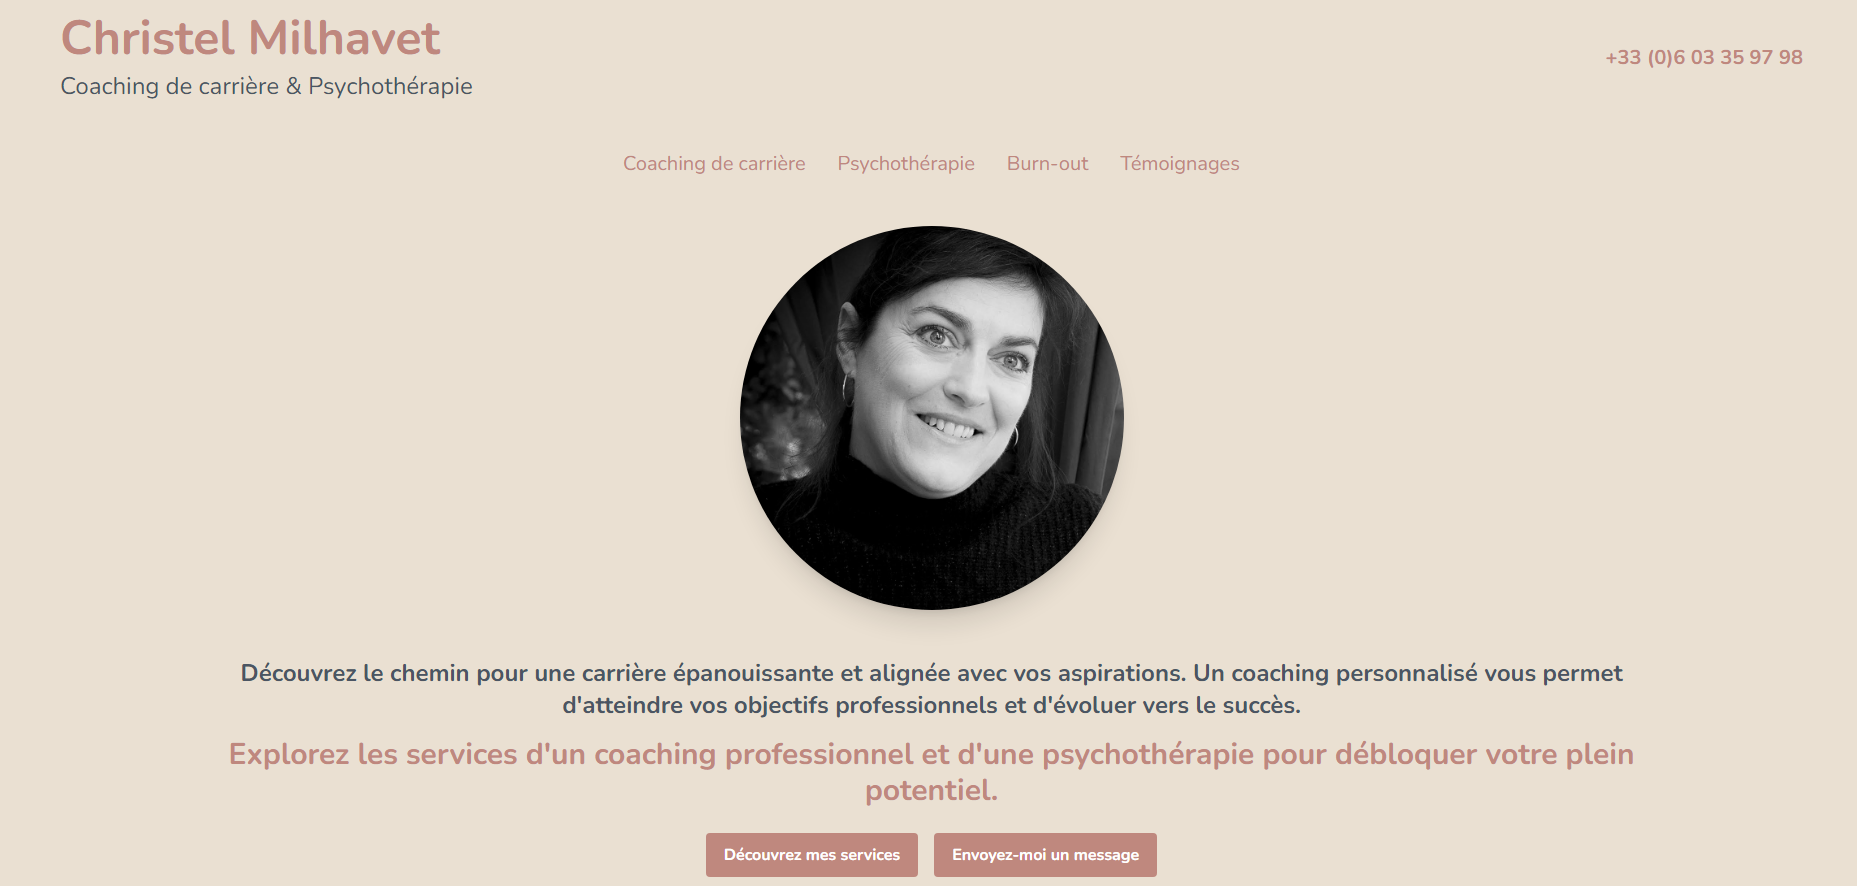 Christel Milhavet
Coaching de carrière & Psychothérapie
+33 (0)6 03 35 97 98
Coaching de carrière Psychothérapie Burn-out Témoignages
Découvrez le chemin pour une carrière épanouissante et alignée avec vos aspirations. Un coaching personnalisé vous permet
d'atteindre vos objectifs professionnels et d'évoluer vers le succès.
Explorez les services d'un coaching professionnel et d'une psychothérapie pour débloquer votre plein
potentiel.
Découvrez mes services Envoyez-moi un message